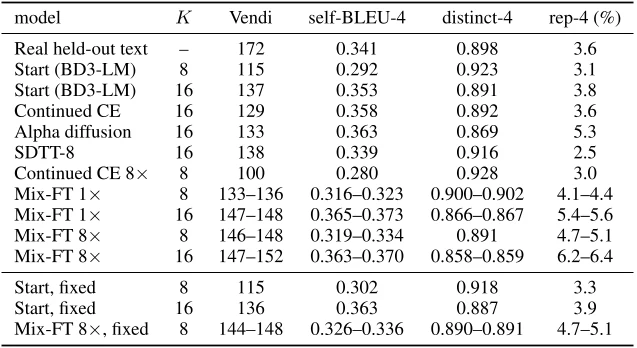 model K Vendi self-BLEU-4 distinct-4 rep-4 (%)
Real held-out text – 172 0.341 0.898 3.6
Start (BD3-LM) 8 115 0.292 0.923 3.1
Start (BD3-LM) 16 137 0.353 0.891 3.8
Continued CE 16 129 0.358 0.892 3.6
Alpha diffusion 16 133 0.363 0.869 5.3
SDTT-8 16 138 0.339 0.916 2.5
Continued CE 8× 8 100 0.280 0.928 3.0
Mix-FT 1× 8 133–136 0.316–0.323 0.900–0.902 4.1–4.4
Mix-FT 1× 16 147–148 0.365–0.373 0.866–0.867 5.4–5.6
Mix-FT 8× 8 146–148 0.319–0.334 0.891 4.7–5.1
Mix-FT 8× 16 147–152 0.363–0.370 0.858–0.859 6.2–6.4
Start, fixed 8 115 0.302 0.918 3.3
Start, fixed 16 136 0.363 0.887 3.9
Mix-FT 8×, fixed 8 144–148 0.326–0.336 0.890–0.891 4.7–5.1